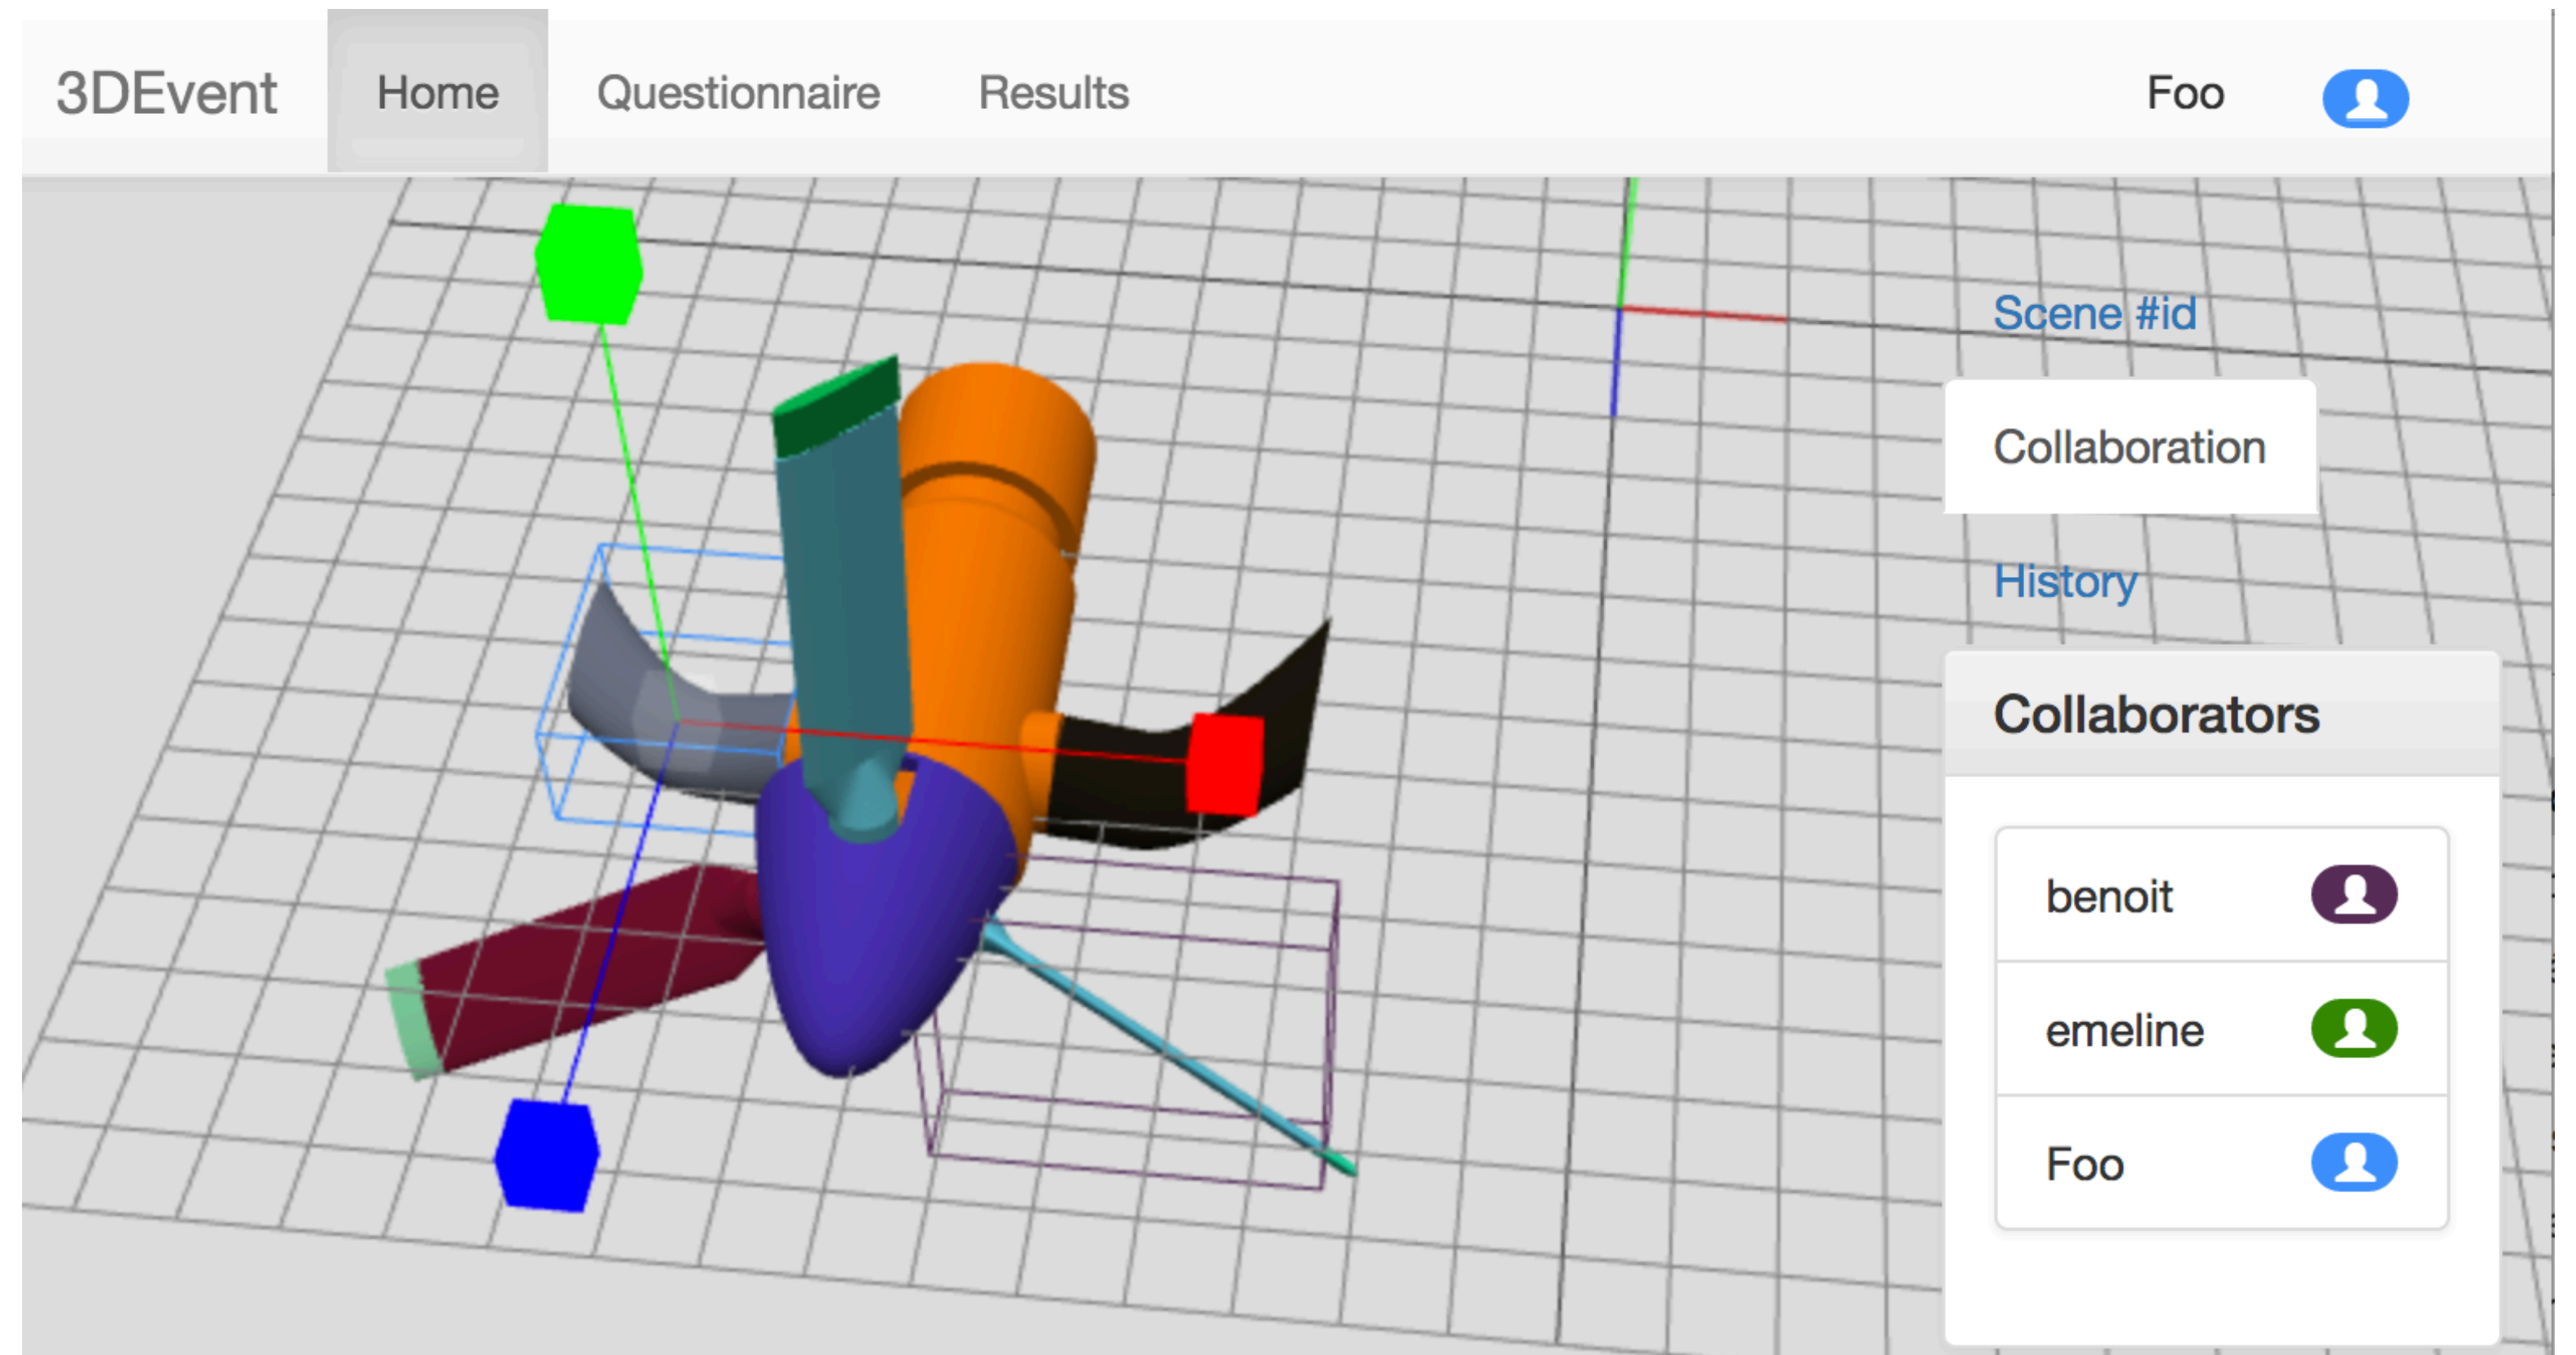 3DEvent Home Questionnaire Results Foo
Scene #id
Collaboration
History
Collaborators
benoit
emeline
Foo